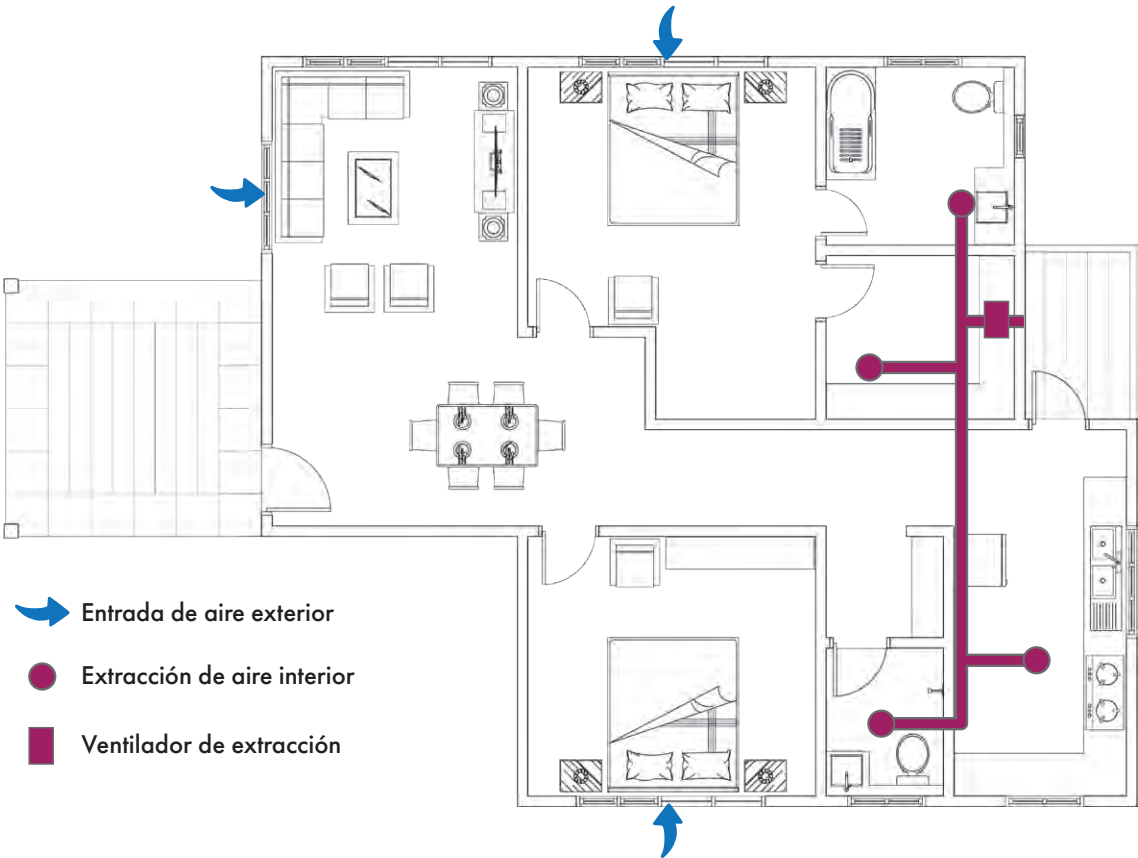 Entrada de aire exterior
Extracción de aire interior
Ventilador de extracción